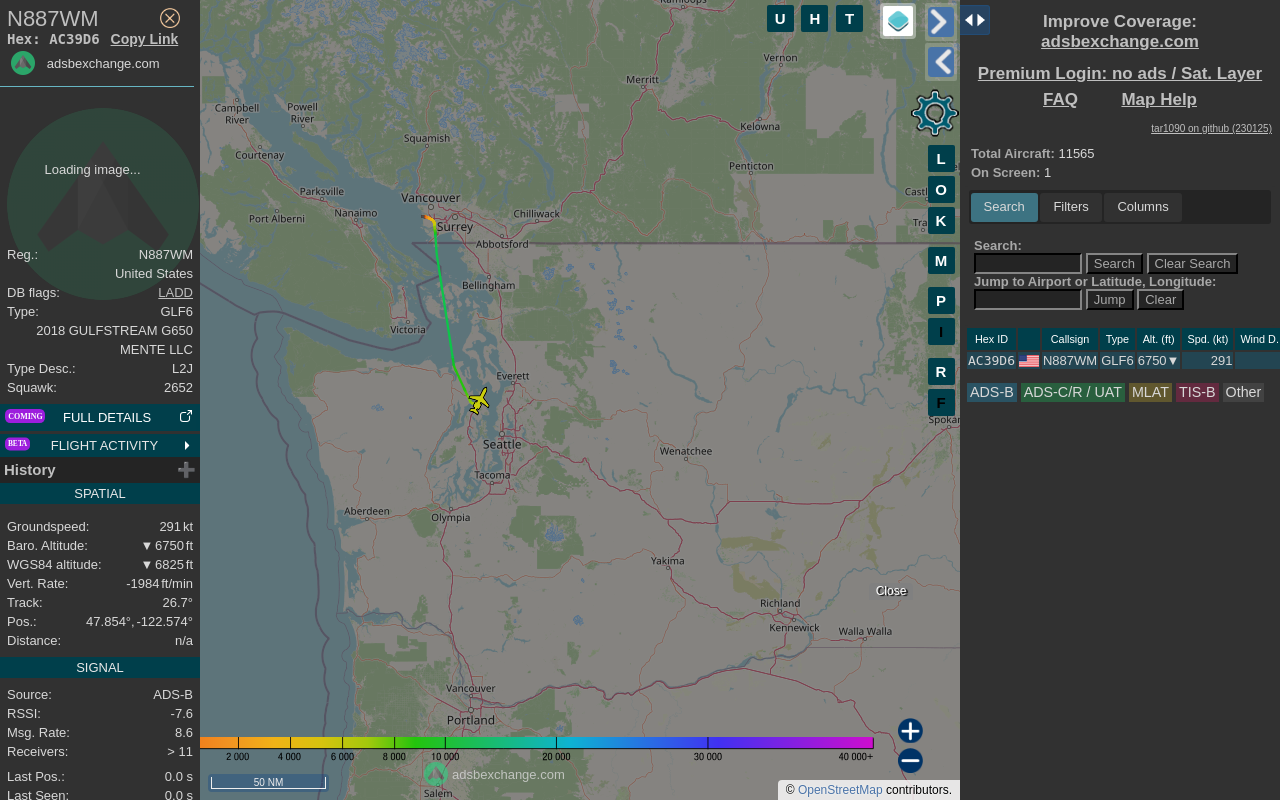 N887WM
Hex: AC39D6 Copy Link
adsbexchange.com
Loading image...
Reg.: N887WM
United States
DB flags: LADD
Type: GLF6
2018 GULFSTREAM G650
MENTE LLC
Type Desc.: L2J
Squawk: 2652
COMING FULL DETAILS
BETA FLIGHT ACTIVITY
History
SPATIAL
Groundspeed: 291 kt
Baro. Altitude: ▼ 6750 ft
WGS84 altitude: ▼ 6825 ft
Vert. Rate: -1984 ft/min
Track: 26.7°
Pos.: 47.854°, -122.574°
Distance: n/a
SIGNAL
Source: ADS-B
RSSI: -7.6
Msg. Rate: 8.6
Receivers: > 11
Last Pos.: 0.0 s
Last Seen: 0.0 s
U H T
L
O
K
M
P
I
R
F
Kamloops
Merritt
Vernon
Campbell
River
Powell
River
Kelowna
Squamish
Courtenay
Penticton
Parksville
Vancouver
Nanaimo
Port Alberni
Chilliwack
Surrey
Abbotsford
Bellingham
Victoria
Everett
Seattle
Wenatchee
Tacoma
Aberdeen
Olympia
Yakima
Richland
Kennewick
Walla Walla
Vancouver
Portland
Salem
Close
2 000 4 000 6 000 8 000 10 000 20 000 30 000 40 000+
adsbexchange.com
50 NM
© OpenStreetMap contributors.
Improve Coverage:
adsbexchange.com
Premium Login: no ads / Sat. Layer
FAQ Map Help
tar1090 on github (230125)
Total Aircraft: 11565
On Screen: 1
Search Filters Columns
Search:
Search Clear Search
Jump to Airport or Latitude, Longitude:
Jump Clear
Hex ID Callsign Type Alt. (ft) Spd. (kt) Wind D.
AC39D6 N887WM GLF6 6750▼ 291
ADS-B ADS-C/R / UAT MLAT TIS-B Other